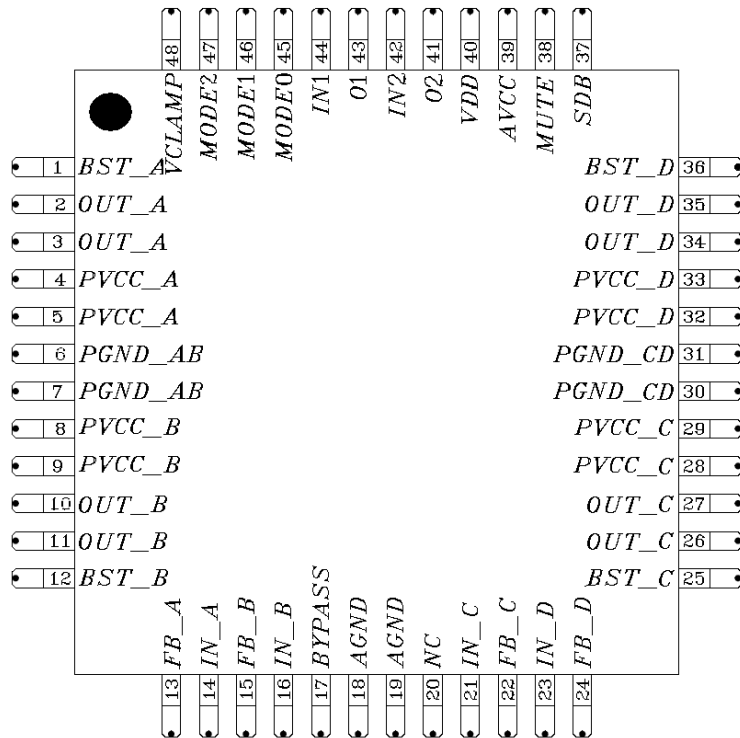 48 VCLAMP
47 MODE2
46 MODE1
45 MODE0
44 IN1
43 O1
42 IN2
41 O2
40 VDD
39 AVCC
38 MUTE
37 SDB
1 BST_A
2 OUT_A
3 OUT_A
4 PVCC_A
5 PVCC_A
6 PGND_AB
7 PGND_AB
8 PVCC_B
9 PVCC_B
10 OUT_B
11 OUT_B
12 BST_B
BST_D 36
OUT_D 35
OUT_D 34
PVCC_D 33
PVCC_D 32
PGND_CD 31
PGND_CD 30
PVCC_C 29
PVCC_C 28
OUT_C 27
OUT_C 26
BST_C 25
13 FB_A
14 IN_A
15 FB_B
16 IN_B
17 BYPASS
18 AGND
19 AGND
20 NC
21 IN_C
22 FB_C
23 IN_D
24 FB_D